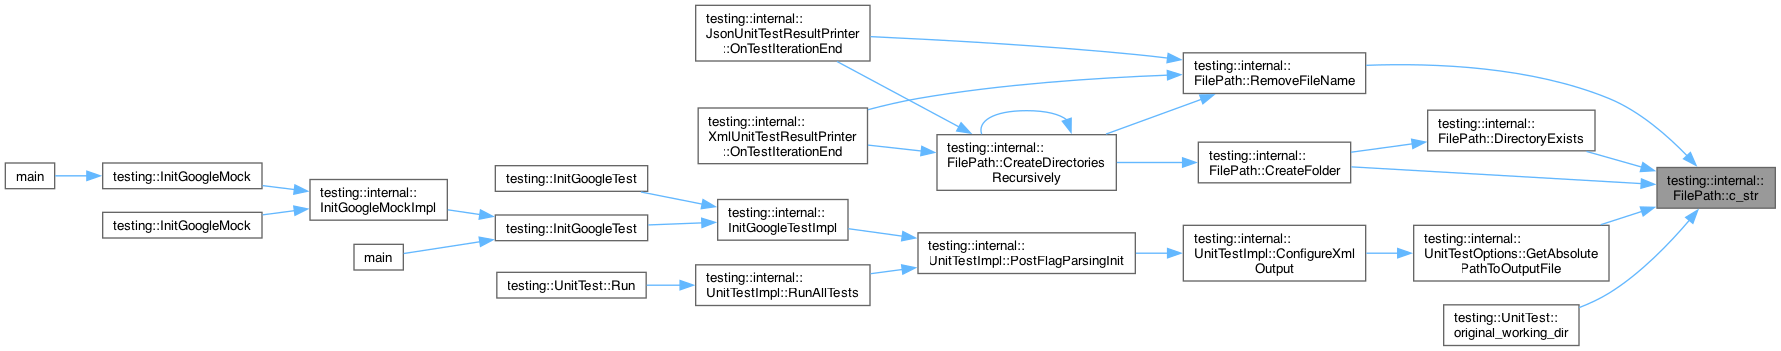 testing::internal::
JsonUnitTestResultPrinter
::OnTestIterationEnd
testing::internal::
FilePath::RemoveFileName
testing::internal::
XmlUnitTestResultPrinter
::OnTestIterationEnd
testing::internal::
FilePath::DirectoryExists
testing::internal::
FilePath::CreateDirectories
Recursively
testing::internal::
FilePath::CreateFolder
main
testing::InitGoogleMock
testing::internal::
InitGoogleMockImpl
testing::InitGoogleTest
testing::internal::
FilePath::c_str
testing::InitGoogleMock
testing::InitGoogleTest
testing::internal::
InitGoogleTestImpl
main
testing::internal::
UnitTestImpl::PostFlagParsingInit
testing::internal::
UnitTestImpl::ConfigureXml
Output
testing::internal::
UnitTestOptions::GetAbsolute
PathToOutputFile
testing::UnitTest::Run
testing::internal::
UnitTestImpl::RunAllTests
testing::UnitTest::
original_working_dir